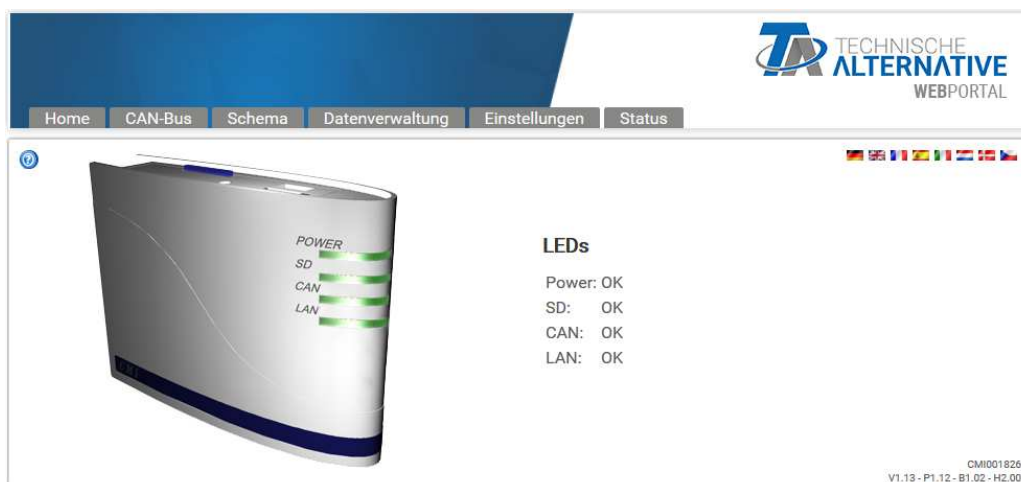 TECHNISCHE
ALTERNATIVE
WEBPORTAL
Home CAN-Bus Schema Datenverwaltung Einstellungen Status
POWER
SD
CAN
LAN
CMI
LEDs
Power: OK
SD: OK
CAN: OK
LAN: OK
CMI001826
V1.13 - P1.12 - B1.02 - H2.00